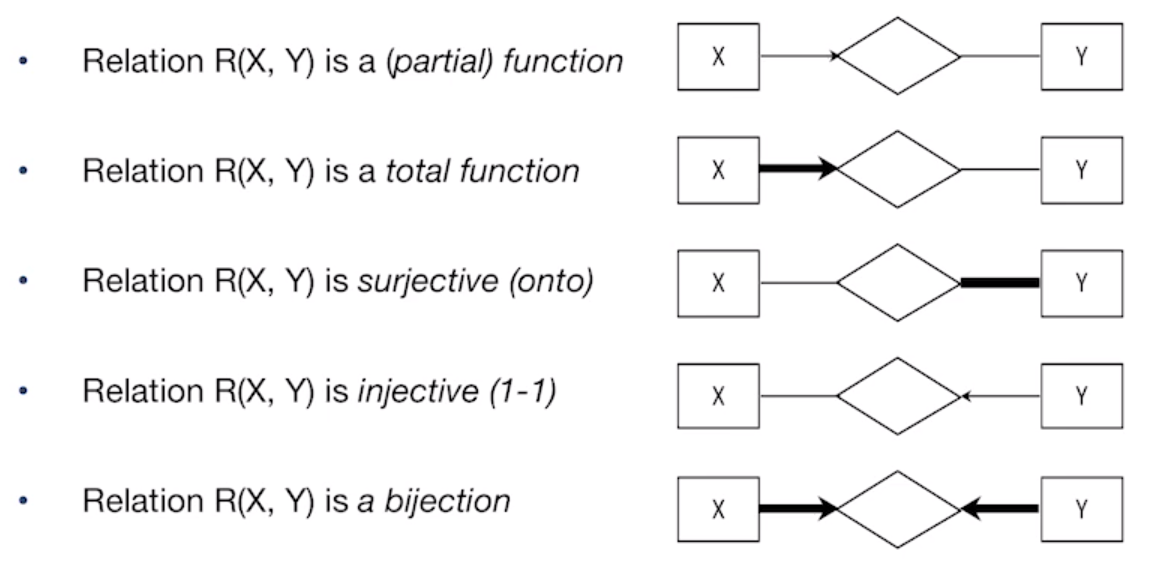 • Relation R(X, Y) is a (partial) function
X Y
• Relation R(X, Y) is a total function
X Y
• Relation R(X, Y) is surjective (onto)
X Y
• Relation R(X, Y) is injective (1-1)
X Y
• Relation R(X, Y) is a bijection
X Y